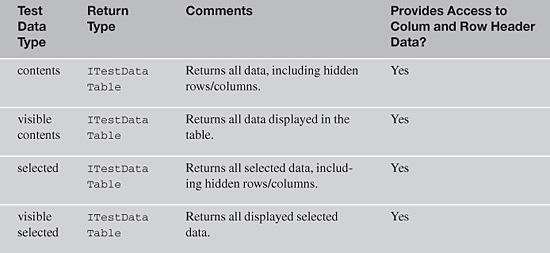 Test Data Type Return Type Comments Provides Access to Colum and Row Header Data?
contents ITestData Table Returns all data, including hidden rows/columns. Yes
visible contents ITestData Table Returns all data displayed in the table. Yes
selected ITestData Table Returns all selected data, includ- ing hidden rows/columns. Yes
visible selected ITestData Table Returns all displayed selected data. Yes